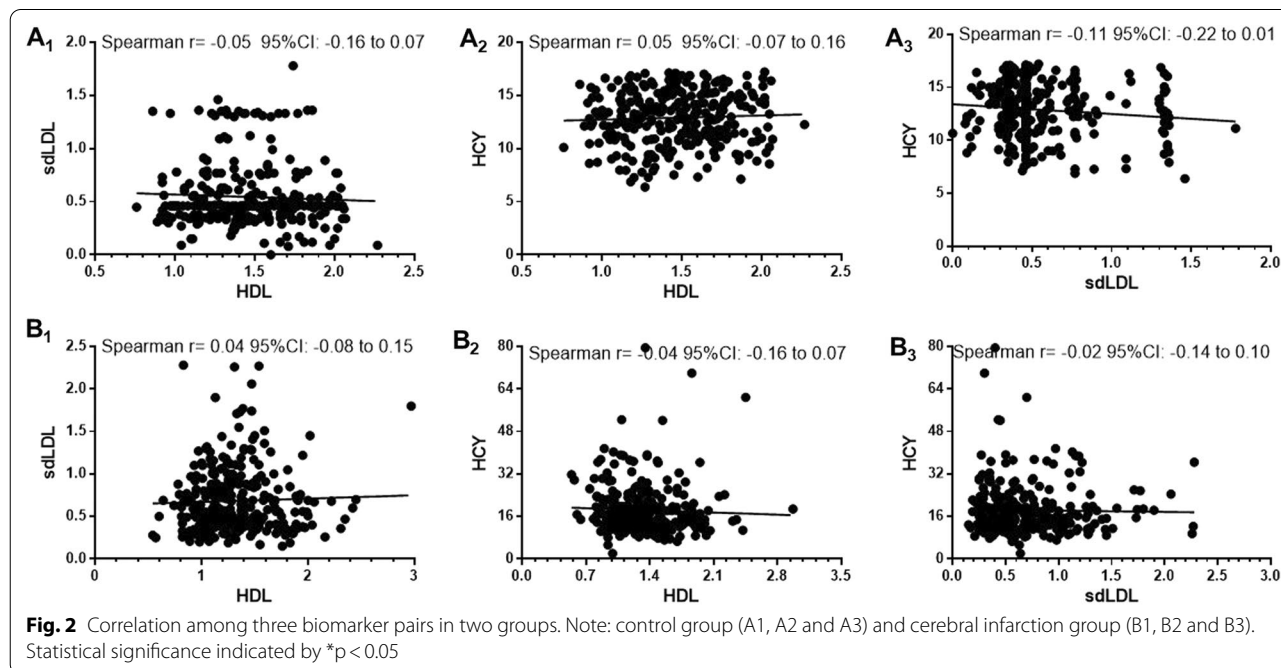 A1
Spearman r= -0.05 95%CI: -0.16 to 0.07
2.0
1.5
1.0
0.5
0.0
sdLDL
0.5 1.0 1.5 2.0 2.5
HDL
A2
Spearman r= 0.05 95%CI: -0.07 to 0.16
20
15
10
5
0
HCY
0.5 1.0 1.5 2.0 2.5
HDL
A3
Spearman r= -0.11 95%CI: -0.22 to 0.01
20
15
10
5
0
HCY
0.0 0.5 1.0 1.5 2.0
sdLDL
B1
Spearman r= 0.04 95%CI: -0.08 to 0.15
2.5
2.0
1.5
1.0
0.5
0.0
sdLDL
0 1 2 3
HDL
B2
Spearman r= -0.04 95%CI: -0.16 to 0.07
80
64
48
32
16
0
HCY
0.0 0.7 1.4 2.1 2.8 3.5
HDL
B3
Spearman r= -0.02 95%CI: -0.14 to 0.10
80
64
48
32
16
0
HCY
0.0 0.5 1.0 1.5 2.0 2.5 3.0
sdLDL
Fig. 2 Correlation among three biomarker pairs in two groups. Note: control group (A1, A2 and A3) and cerebral infarction group (B1, B2 and B3).
Statistical significance indicated by *p < 0.05